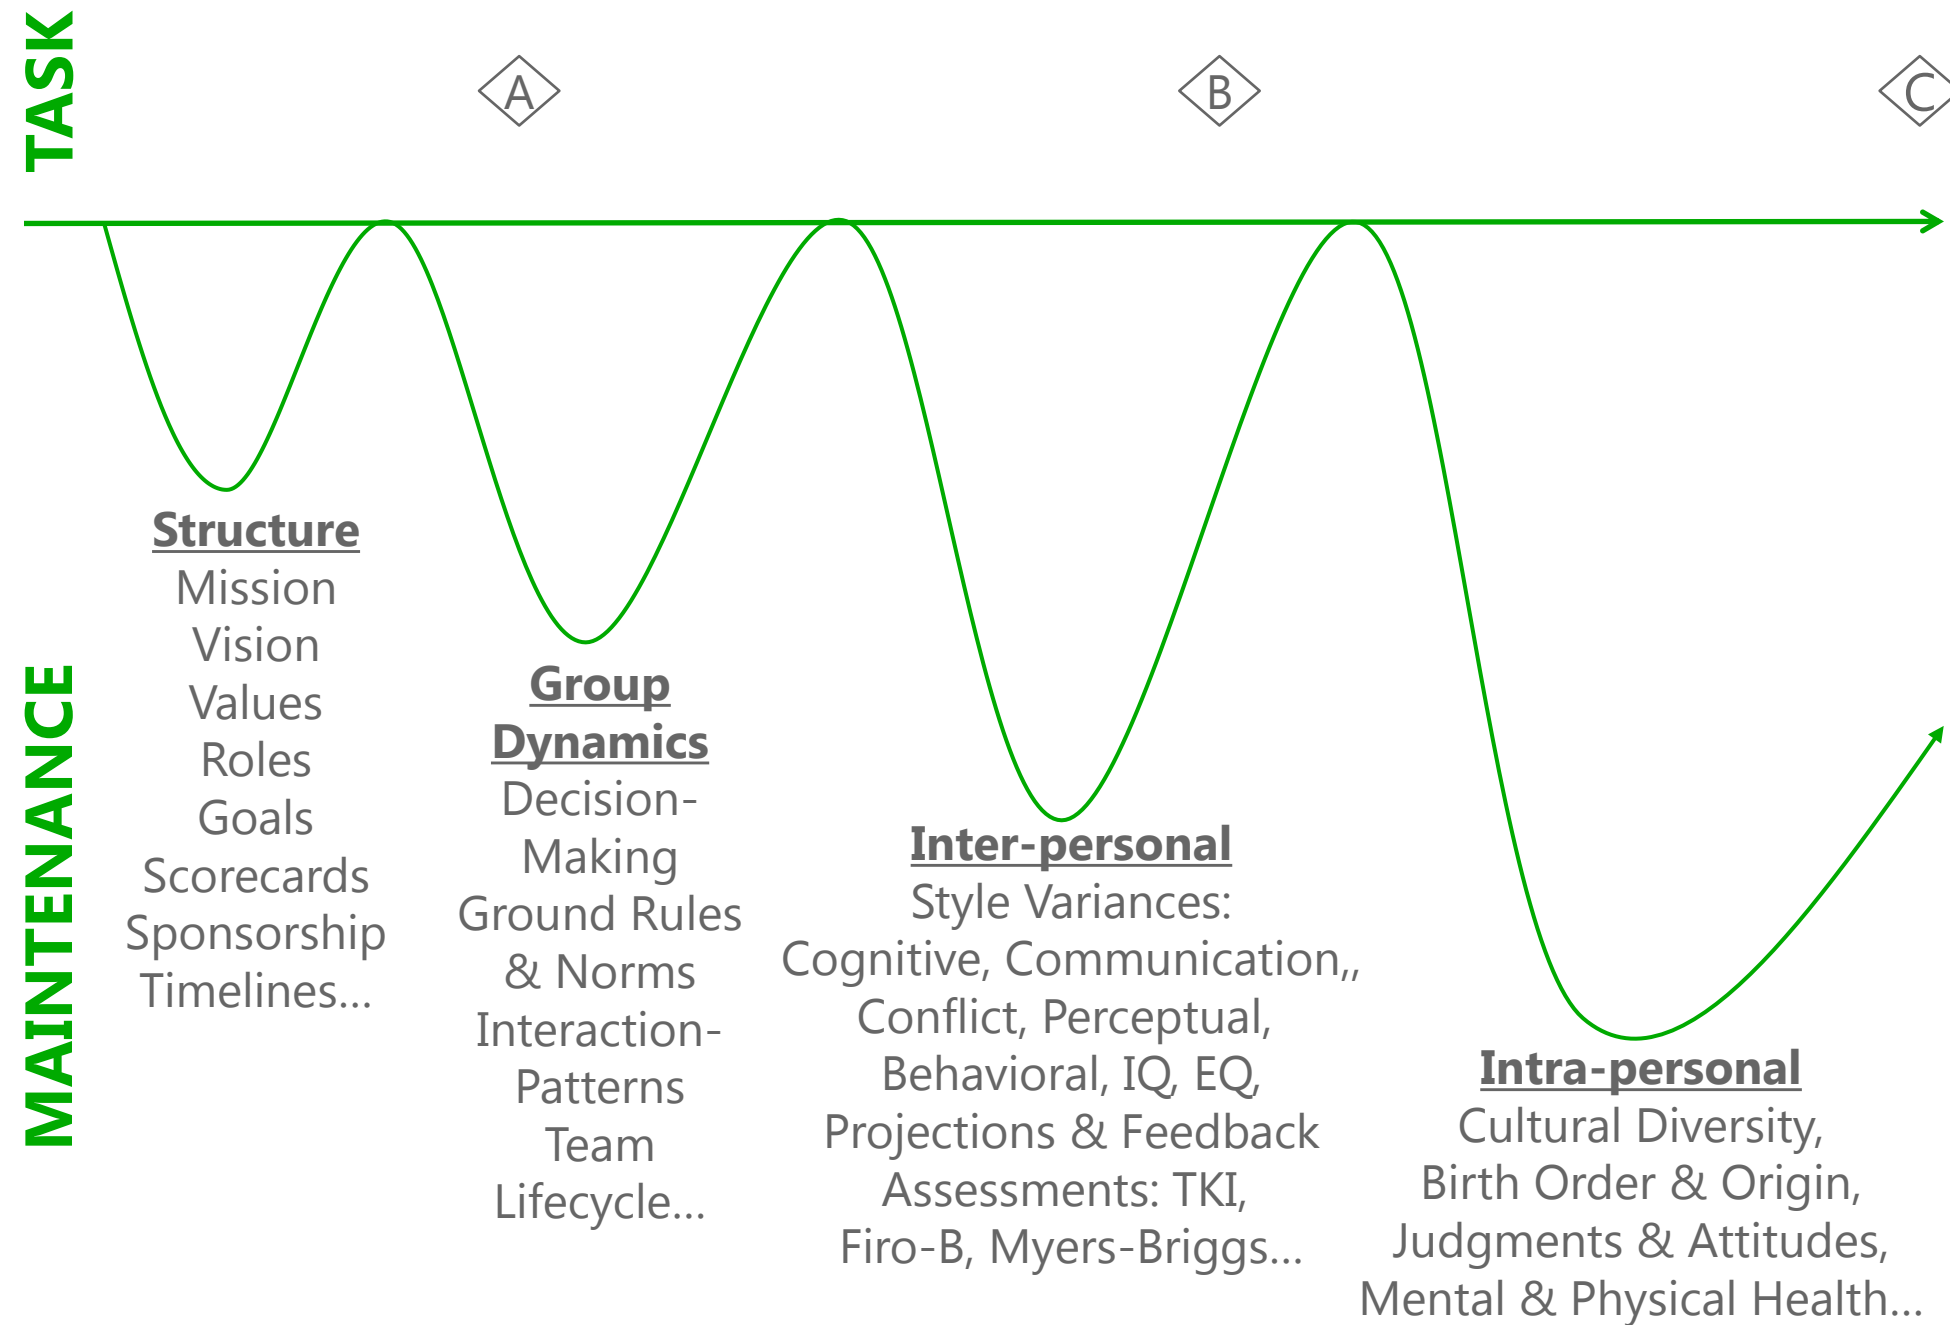 TASK
A
B
C
MAINTENANCE
Structure
Mission
Vision
Values
Roles
Goals
Scorecards
Sponsorship
Timelines...
Group
Dynamics
Decision-
Making
Ground Rules
& Norms
Interaction-
Patterns
Team
Lifecycle...
Inter-personal
Style Variances:
Cognitive, Communication,,
Conflict, Perceptual,
Behavioral, IQ, EQ,
Projections & Feedback
Assessments: TKI,
Firo-B, Myers-Briggs...
Intra-personal
Cultural Diversity,
Birth Order & Origin,
Judgments & Attitudes,
Mental & Physical Health...